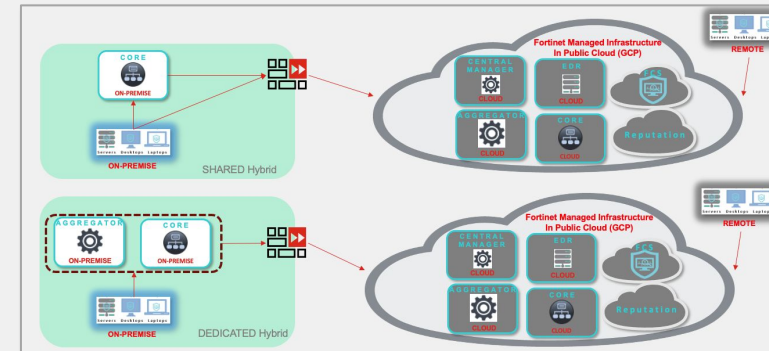 CORE
ON-PREMISE
Servers Desktops Laptops
ON-PREMISE
SHARED Hybrid
Fortinet Managed Infrastructure
In Public Cloud (GCP)
CENTRAL
MANAGER
CLOUD
EDR
CLOUD
FCS
AGGREGATOR
CLOUD
CORE
CLOUD
Reputation
Servers Desktops
REMOTE
AGGREGATOR
ON-PREMISE
CORE
ON-PREMISE
Servers Desktops Laptops
ON-PREMISE
DEDICATED Hybrid
Fortinet Managed Infrastructure
In Public Cloud (GCP)
CENTRAL
MANAGER
CLOUD
EDR
CLOUD
FCS
AGGREGATOR
CLOUD
CORE
CLOUD
Reputation
Servers Desktops
REMOTE